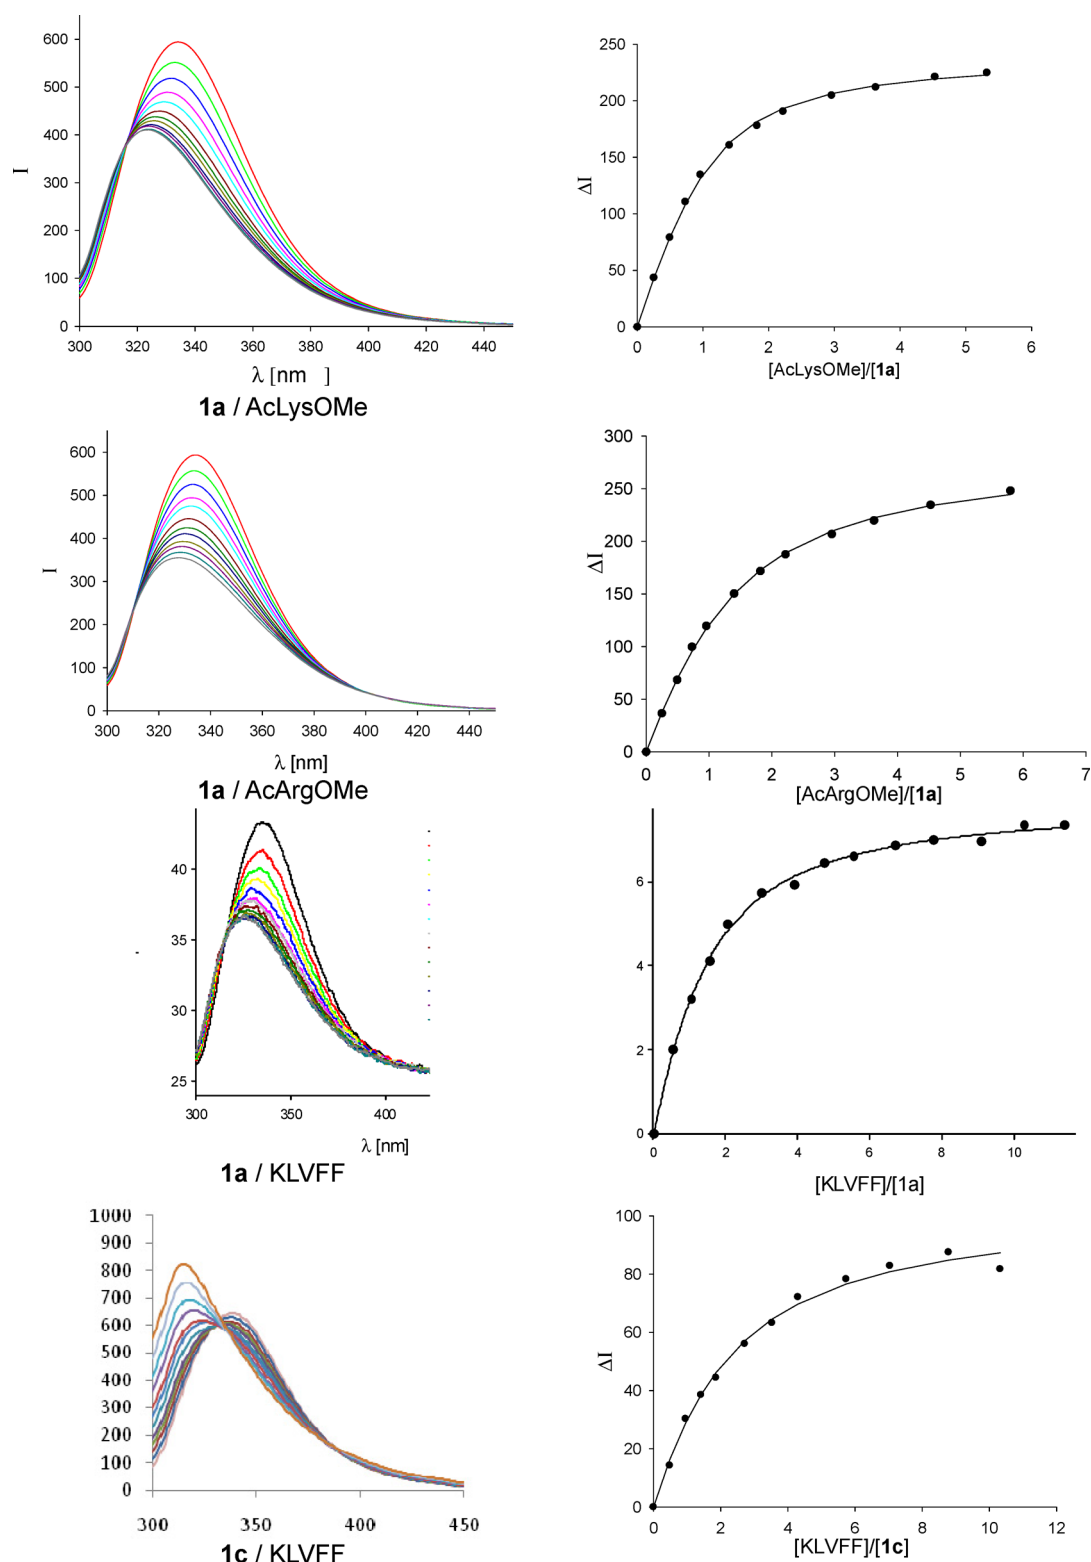 600
500
400
300
200
100
0
I
300 320 340 360 380 400 420 440
λ [nm ]
1a / AcLysOMe
250
200
150
100
50
0
ΔI
0 1 2 3 4 5 6
[AcLysOMe]/[1a]
600
500
400
300
200
100
0
I
300 320 340 360 380 400 420 440
λ [nm]
1a / AcArgOMe
300
250
200
150
100
50
0
ΔI
0 1 2 3 4 5 6 7
[AcArgOMe]/[1a]
40
35
30
25
300 350 400
λ [nm]
1a / KLVFF
6
4
2
0
0 2 4 6 8 10
[KLVFF]/[1a]
1000
900
800
700
600
500
400
300
200
100
0
300 350 400 450
1c / KLVFF
100
80
60
40
20
0
ΔI
0 2 4 6 8 10 12
[KLVFF]/[1c]